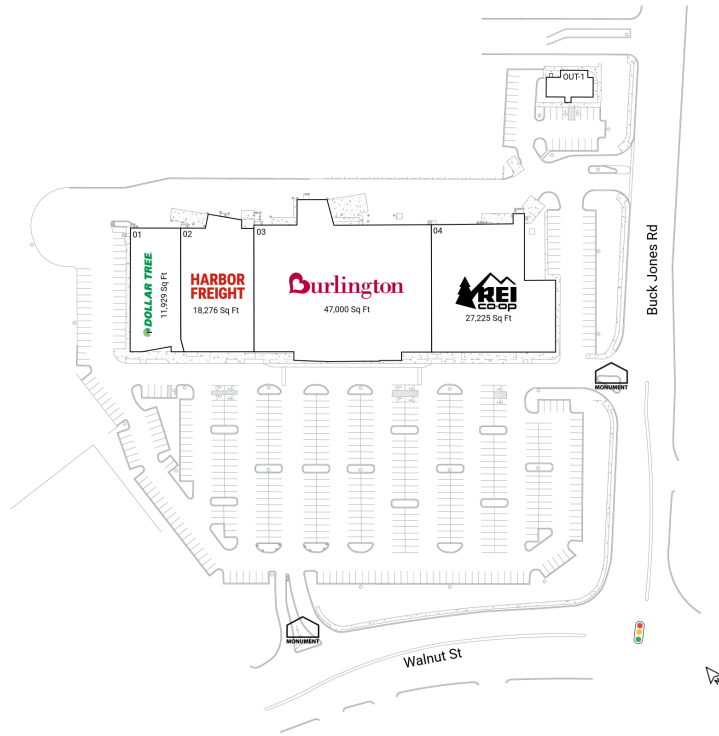 OUT-1
Buck Jones Rd
01
02
03
04
DOLLAR TREE
11,929 Sq Ft
HARBOR
FREIGHT
18,276 Sq Ft
Burlington
47,000 Sq Ft
REI
co·op
27,225 Sq Ft
MONUMENT
MONUMENT
Walnut St